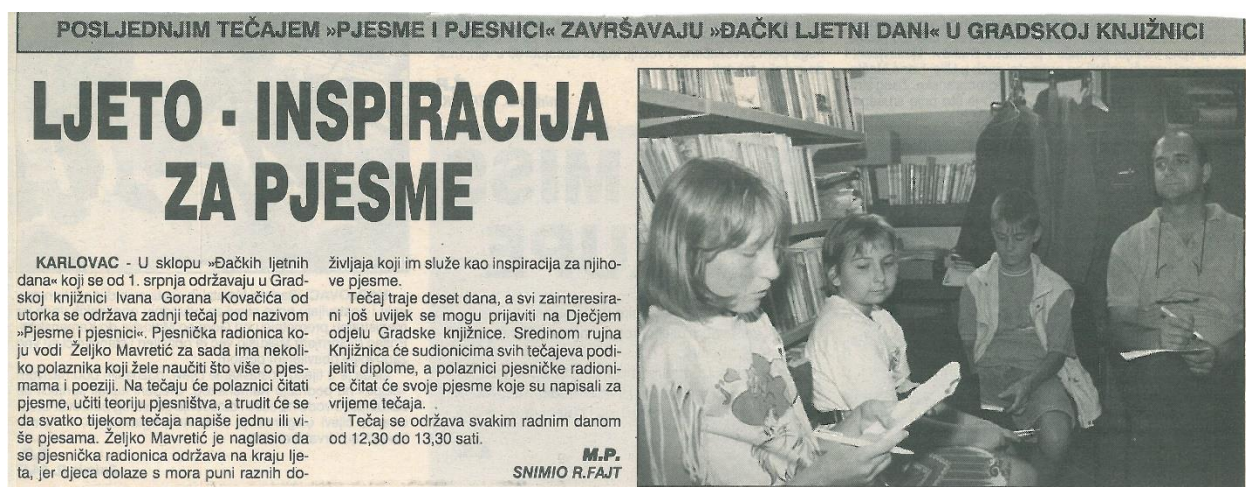 POSLJEDNJIM TEČAJEM »PJESME I PJESNICI« ZAVRŠAVAJU »ĐAČKI LJETNI DANI« U GRADSKOJ KNJIŽNICI
LJETO - INSPIRACIJA
ZA PJESME
KARLOVAC - U sklopu »Đačkih ljetnih
dana« koji se od 1. srpnja održavaju u Grad-
skoj knjižnici Ivana Gorana Kovačića od
utorka se održava zadnji tečaj pod nazivom
»Pjesme i pjesnici«. Pjesnička radionica ko-
ju vodi Željko Mavretić za sada ima nekoli-
ko polaznika koji žele naučiti što više o pjes-
mama i poeziji. Na tečaju će polaznici čitati
pjesme, učiti teoriju pjesništva, a trudit će se
da svatko tijekom tečaja napiše jednu ili vi-
še pjesama. Željko Mavretić je naglasio da
se pjesnička radionica održava na kraju lje-
ta, jer djeca dolaze s mora puni raznih do-
življaja koji im služe kao inspiracija za njiho-
ve pjesme.
Tečaj traje deset dana, a svi zainteresira-
ni još uvijek se mogu prijaviti na Dječjem
odjelu Gradske knjižnice. Sredinom rujna
Knjižnica će sudionicima svih tečajeva podi-
jeliti diplome, a polaznici pjesničke radioni-
ce čitat će svoje pjesme koje su napisali za
vrijeme tečaja.
Tečaj se održava svakim radnim danom
od 12,30 do 13,30 sati.
M.P.
SNIMIO R.FAJT